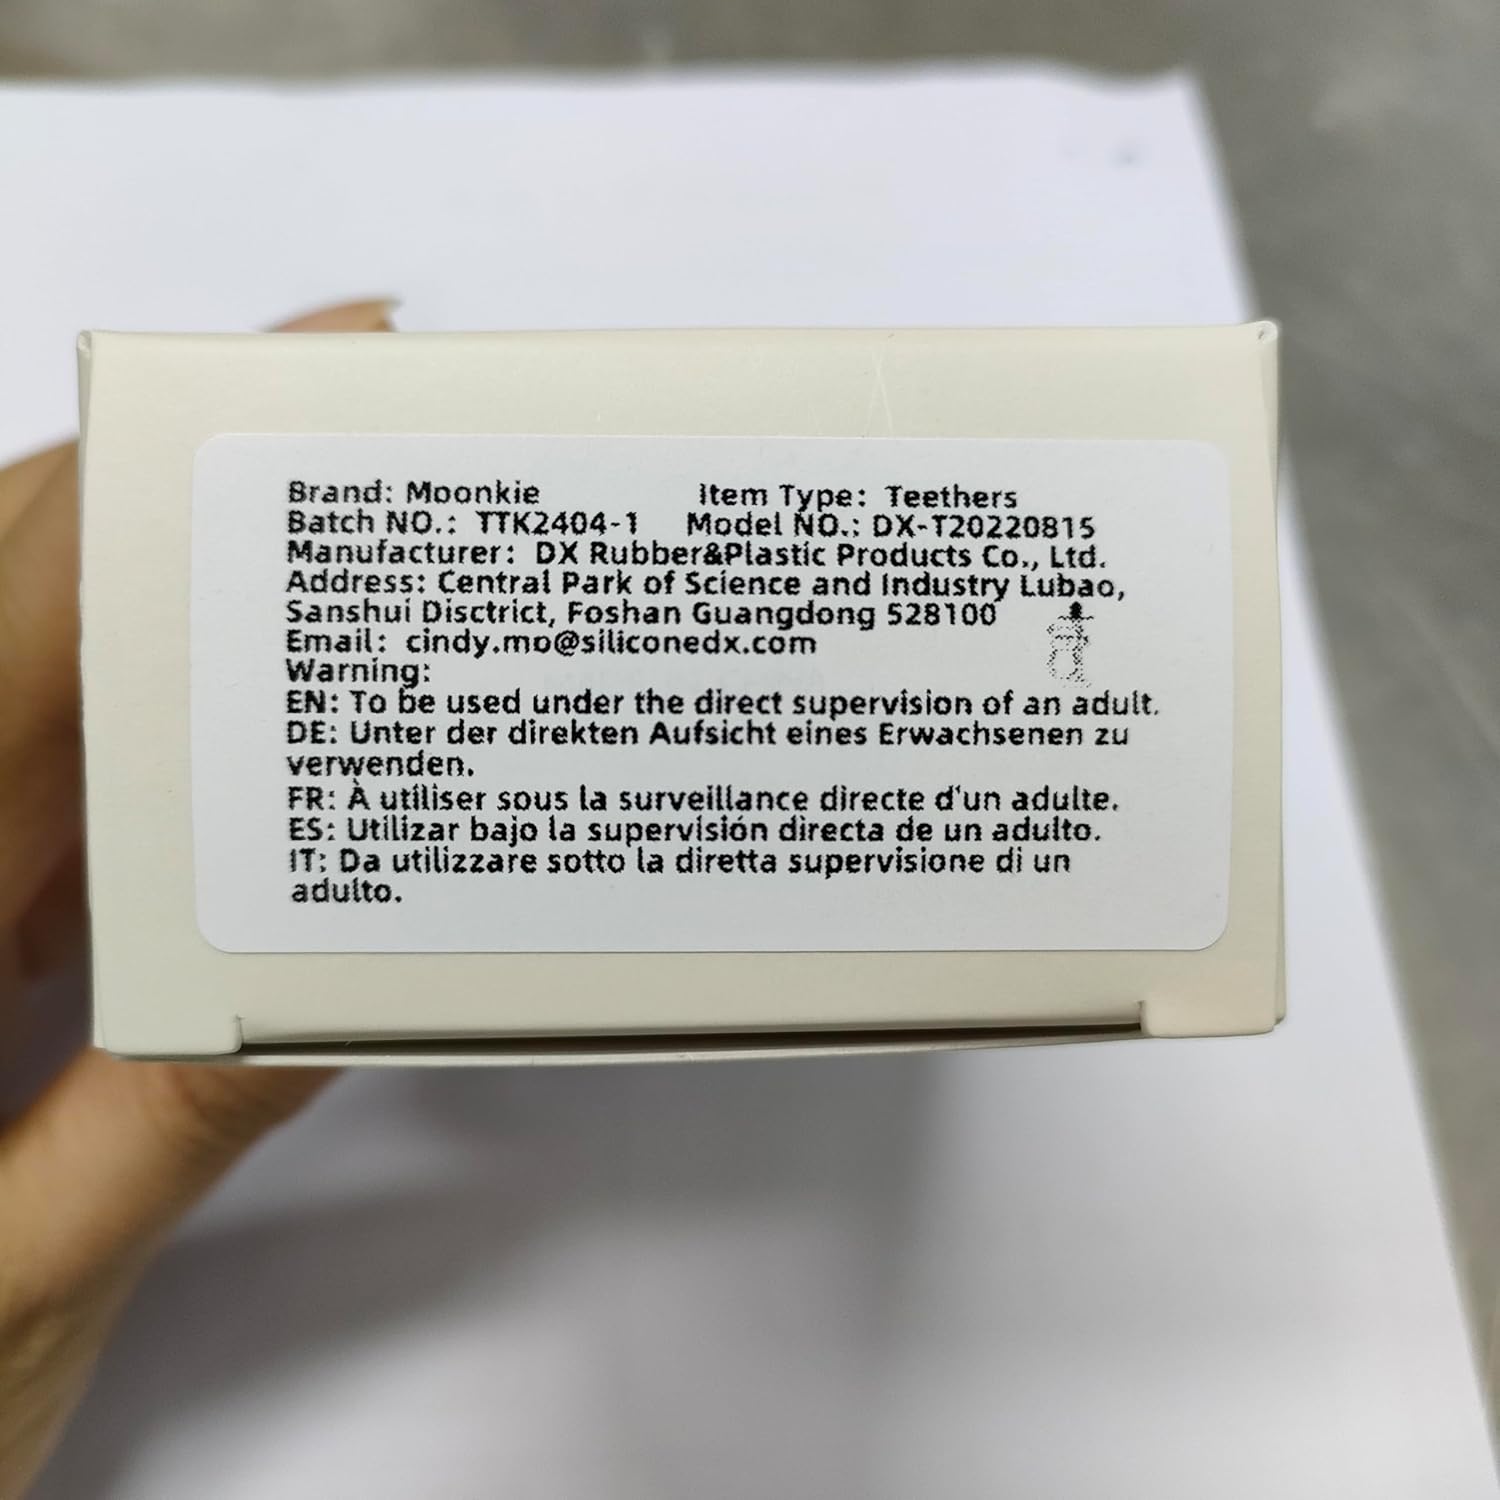 Brand: Moonkie Item Type: Teethers
Batch NO.: TTK2404-1 Model NO.: DX-T20220815
Manufacturer: DX Rubber&Plastic Products Co., Ltd.
Address: Central Park of Science and Industry Lubao,
Sanshui Disctrict, Foshan Guangdong 528100
Email: cindy.mo@siliconedx.com
Warning:
EN: To be used under the direct supervision of an adult.
DE: Unter der direkten Aufsicht eines Erwachsenen zu
verwenden.
FR: À utiliser sous la surveillance directe d'un adulte.
ES: Utilizar bajo la supervisión directa de un adulto.
IT: Da utilizzare sotto la diretta supervisione di un
adulto.